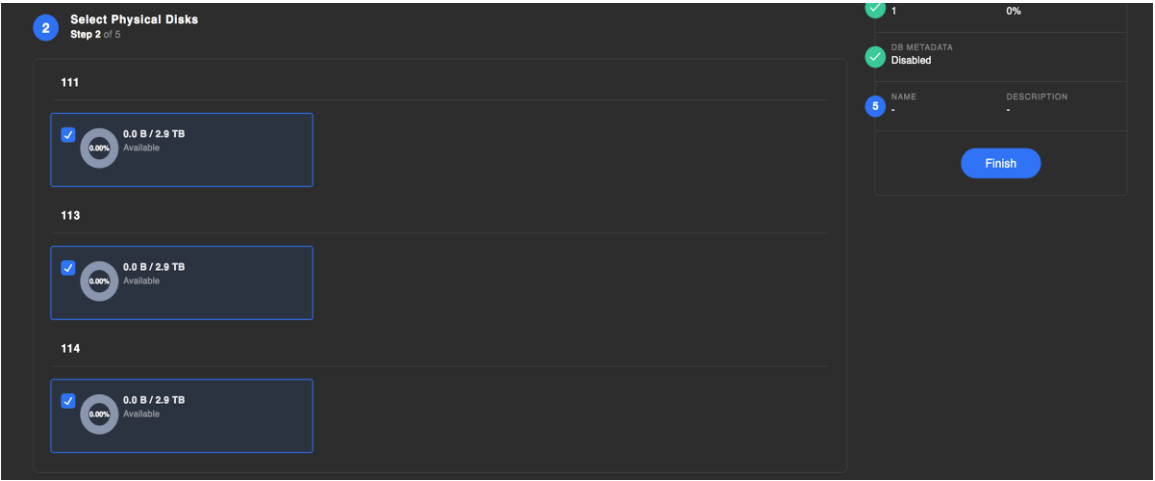 2
Select Physical Disks
Step 2 of 5
111
0.00%
0.0 B / 2.9 TB
Available
113
0.00%
0.0 B / 2.9 TB
Available
114
0.00%
0.0 B / 2.9 TB
Available
1 0%
DB METADATA
Disabled
5
NAME DESCRIPTION
- -
Finish